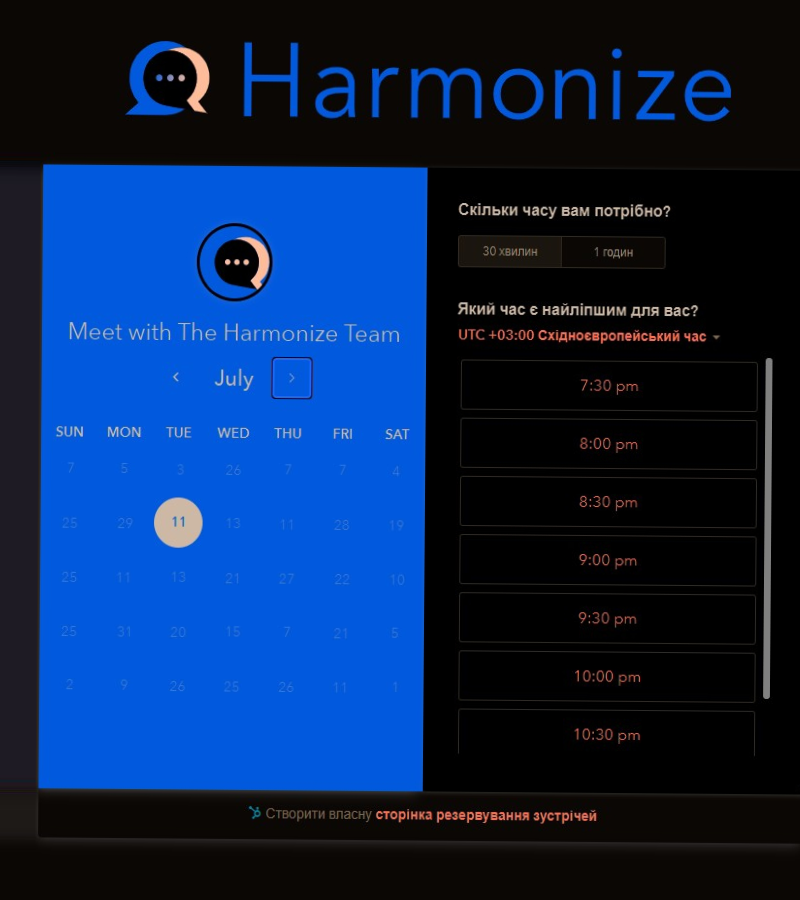 Harmonize
Meet with The Harmonize Team
July
SUN MON TUE WED THU FRI SAT
7 5 3 26 7 7 4
25 29 11 13 11 28 19
25 11 13 21 27 22 10
25 31 20 15 7 21 5
2 9 26 25 26 11 1
Скільки часу вам потрібно?
30 хвилин 1 годин
Який час є найліпшим для вас?
UTC +03:00 Східноєвропейський час
7:30 pm
8:00 pm
8:30 pm
9:00 pm
9:30 pm
10:00 pm
10:30 pm
Створити власну сторінка резервування зустрічей